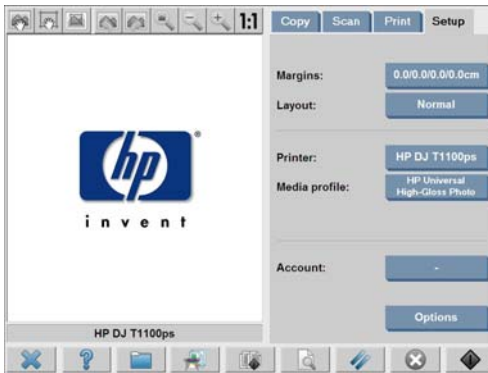 1:1
Copy
Scan
Print
Setup
Margins:
0.0/0.0/0.0/0.0cm
Layout:
Normal
hp
®
invent
Printer:
HP DJ T1100ps
Media profile:
HP Universal
High-Gloss Photo
Account:
-
Options
HP DJ T1100ps
?